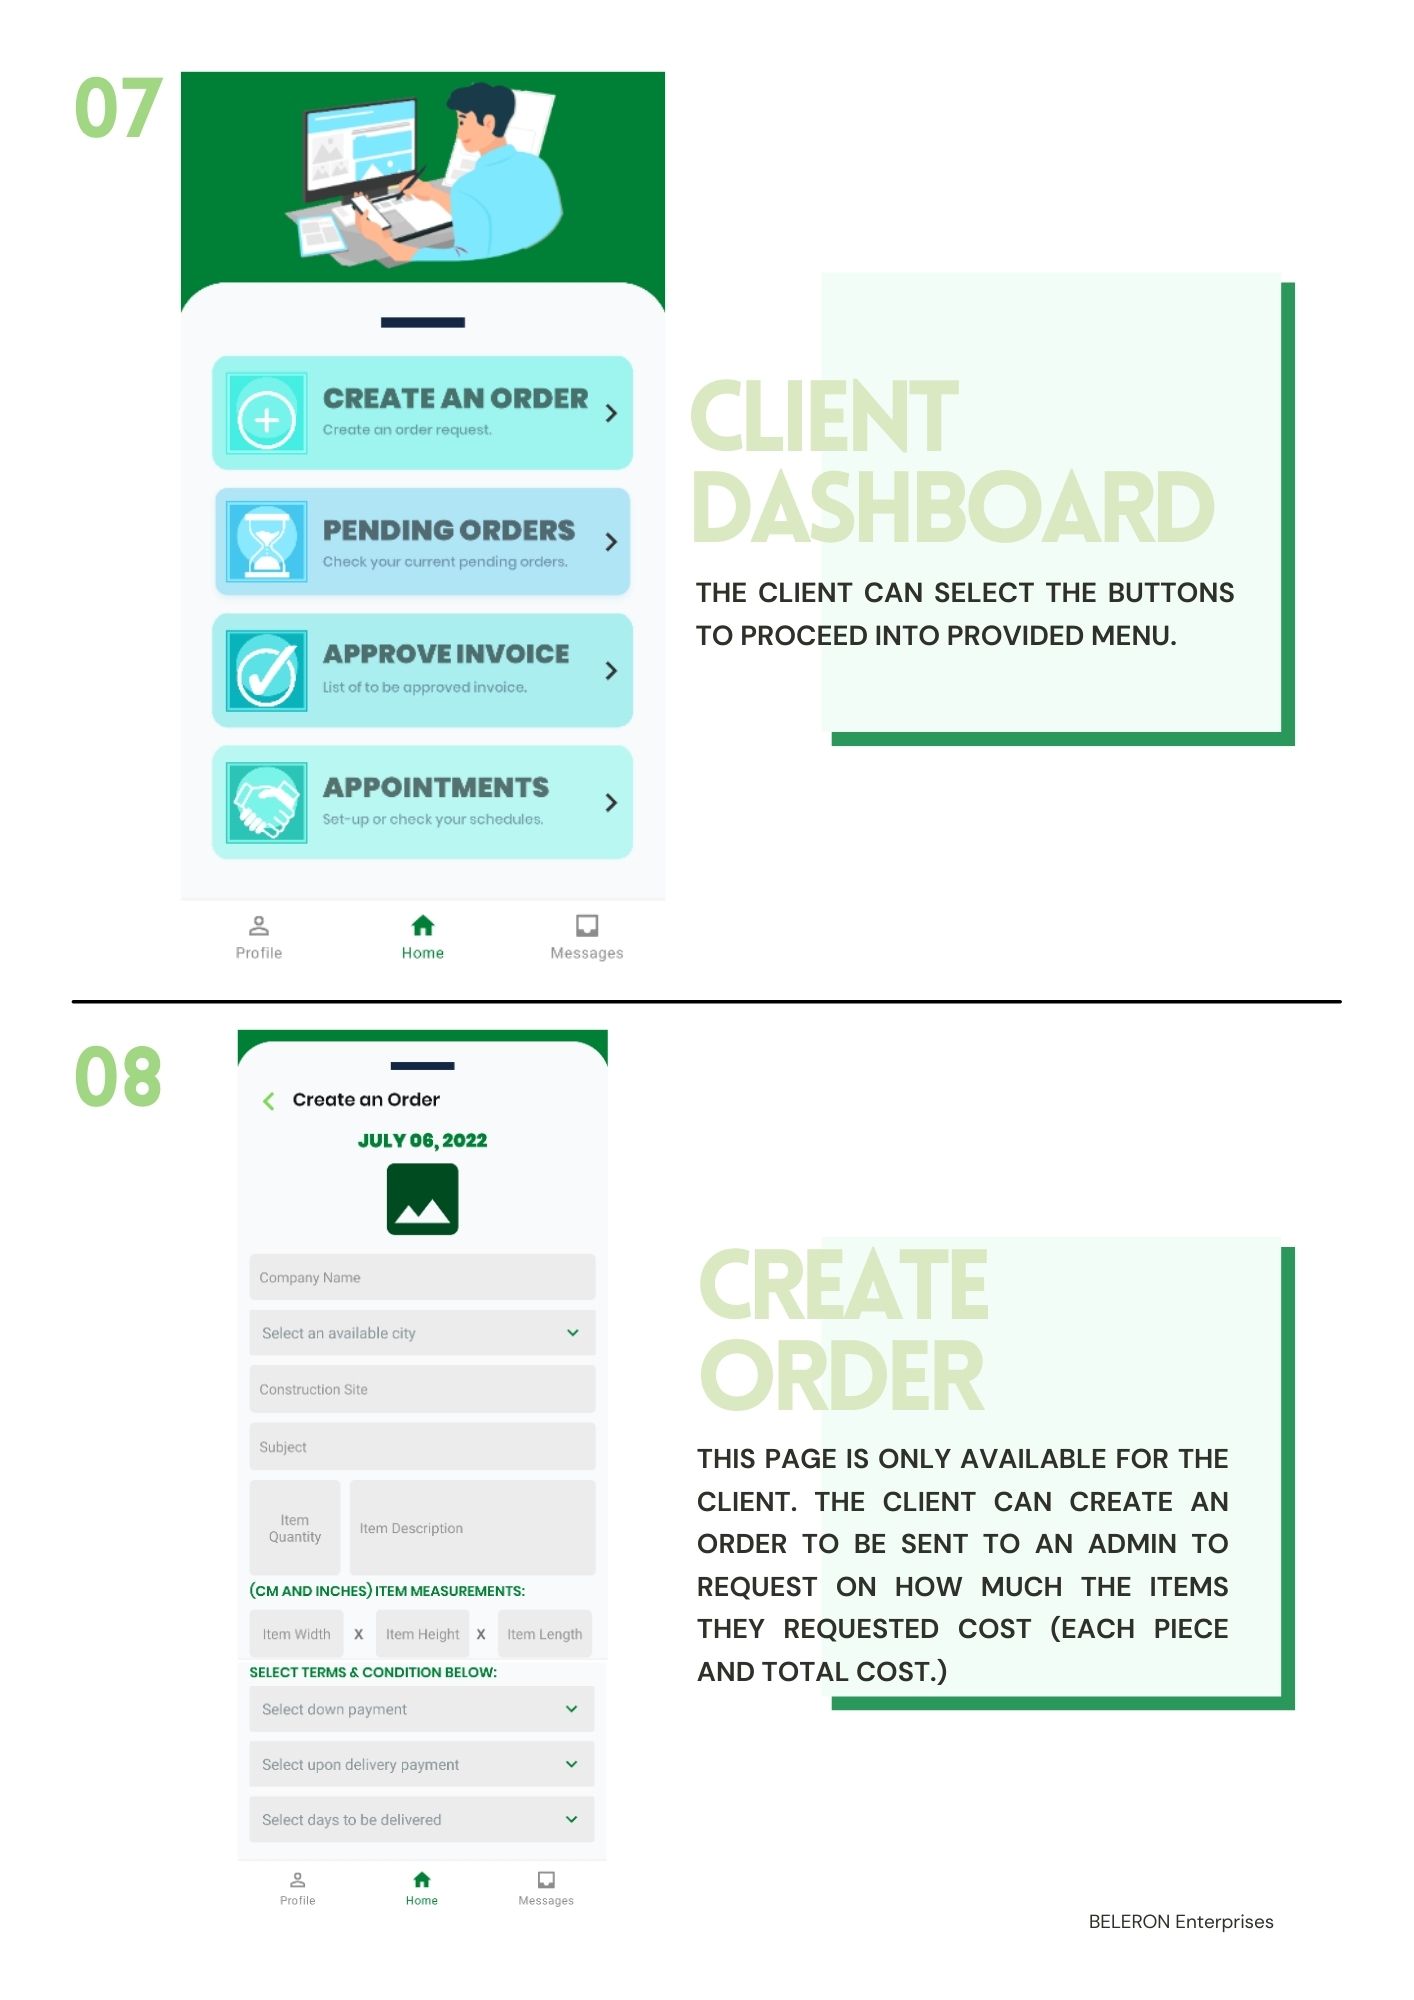 07
CREATE AN ORDER
Create an order request.
PENDING ORDERS
Check your current pending orders.
APPROVE INVOICE
List of to be approved invoice.
APPOINTMENTS
Set-up or check your schedules.
Profile
Home
Messages
CLIENT
DASHBOARD
THE CLIENT CAN SELECT THE BUTTONS
TO PROCEED INTO PROVIDED MENU.
08
Create an Order
JULY 06, 2022
Company Name
Select an available city
Construction Site
Subject
Item
Quantity
Item Description
(CM AND INCHES) ITEM MEASUREMENTS:
Item Width X Item Height X Item Length
SELECT TERMS & CONDITION BELOW:
Select down payment
Select upon delivery payment
Select days to be delivered
Profile
Home
Messages
CREATE
ORDER
THIS PAGE IS ONLY AVAILABLE FOR THE
CLIENT. THE CLIENT CAN CREATE AN
ORDER TO BE SENT TO AN ADMIN TO
REQUEST ON HOW MUCH THE ITEMS
THEY REQUESTED COST (EACH PIECE
AND TOTAL COST.)
BELERON Enterprises